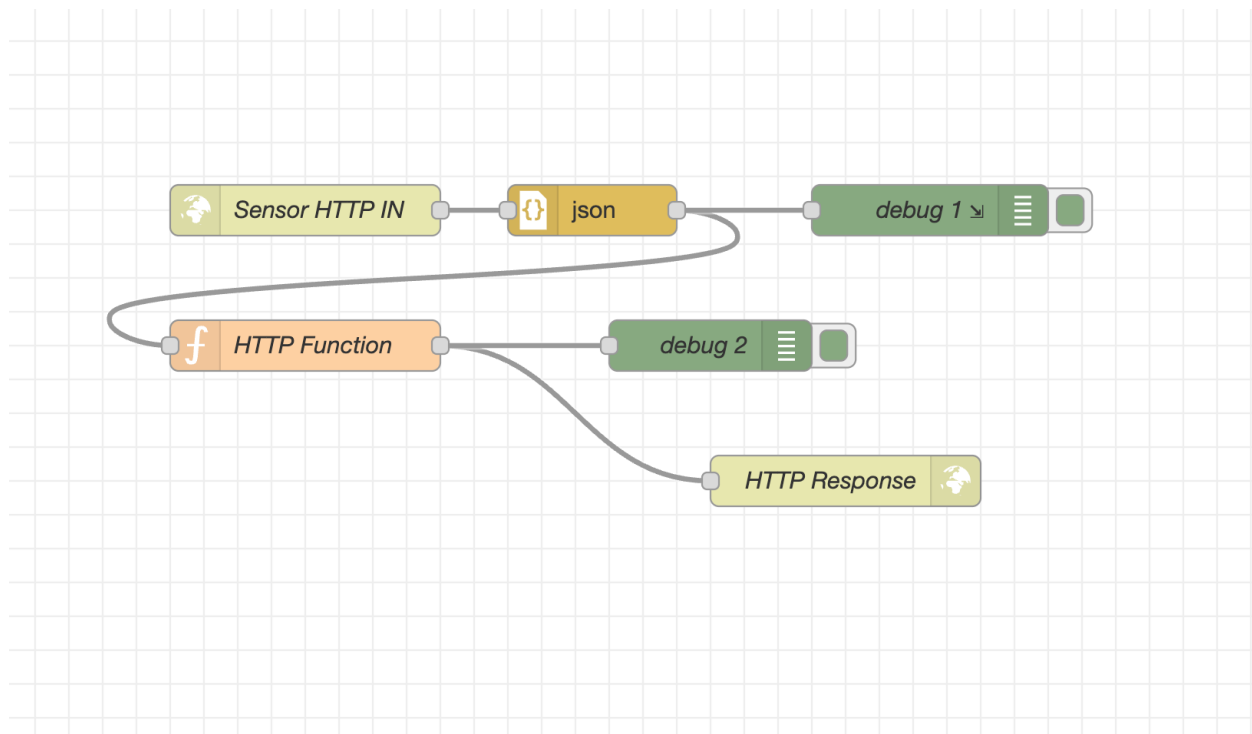 Sensor HTTP IN
{} json
debug 1
HTTP Function
debug 2
HTTP Response